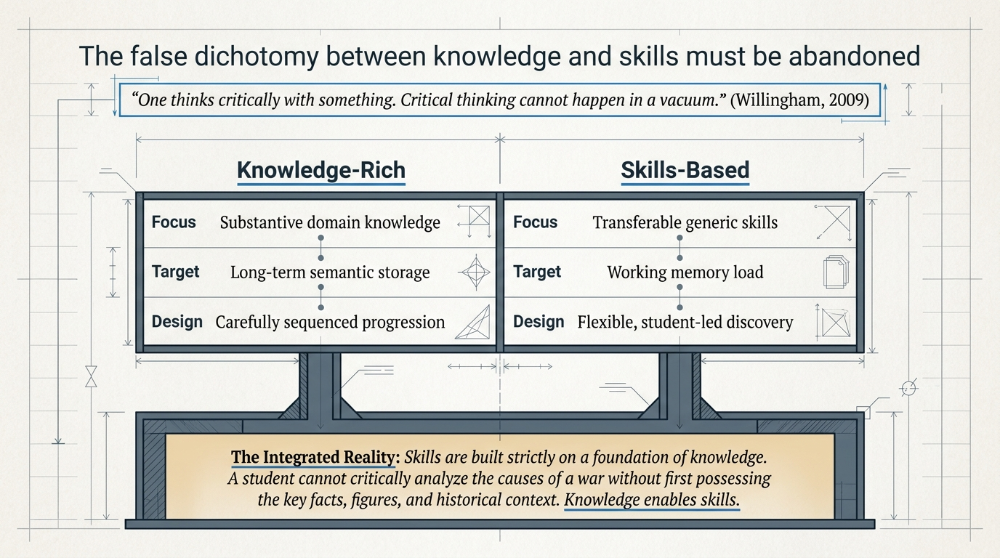 The false dichotomy between knowledge and skills must be abandoned
“One thinks critically with something. Critical thinking cannot happen in a vacuum.” (Willingham, 2009)
Knowledge-Rich
Focus Substantive domain knowledge
Target Long-term semantic storage
Design Carefully sequenced progression
Skills-Based
Focus Transferable generic skills
Target Working memory load
Design Flexible, student-led discovery
The Integrated Reality: Skills are built strictly on a foundation of knowledge.
A student cannot critically analyze the causes of a war without first possessing
the key facts, figures, and historical context. Knowledge enables skills.